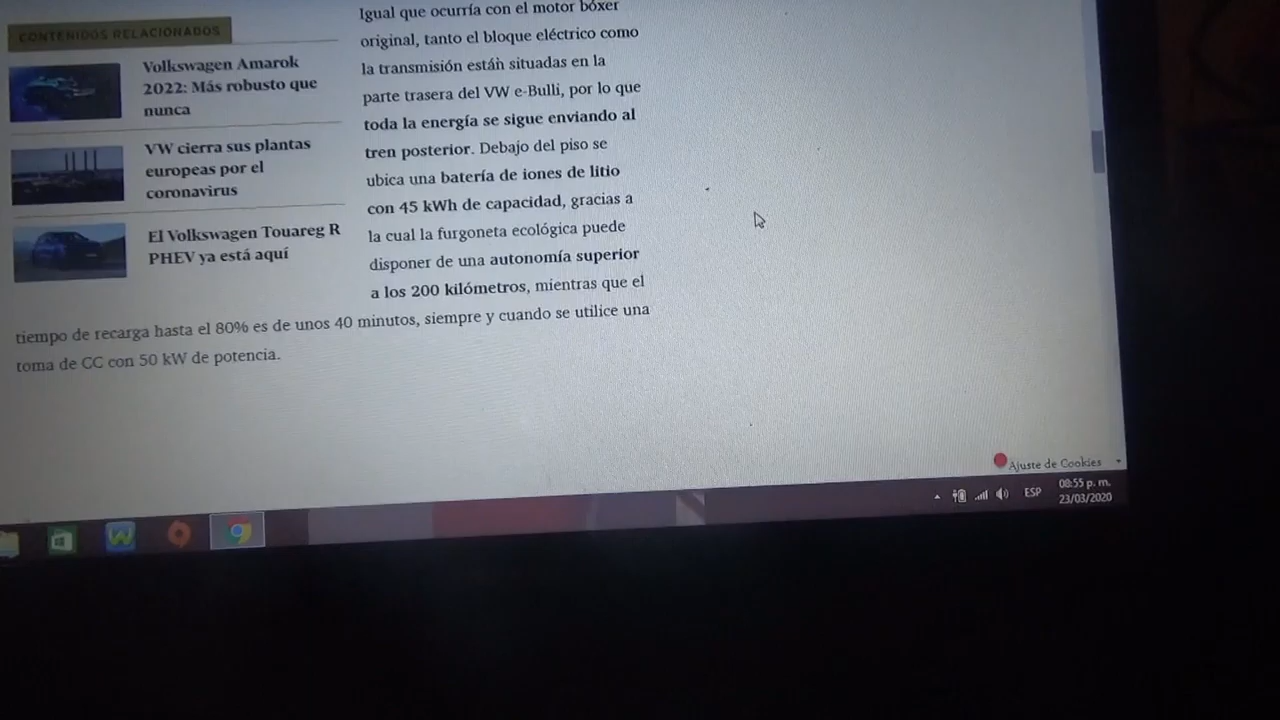 CONTENIDOS RELACIONADOS
Volkswagen Amarok
2022: Más robusto que
nunca
VW cierra sus plantas
europeas por el
coronavirus
El Volkswagen Touareg R
PHEV ya está aquí
Igual que ocurría con el motor bóxer
original, tanto el bloque eléctrico como
la transmisión están situadas en la
parte trasera del VW e-Bulli, por lo que
toda la energía se sigue enviando al
tren posterior. Debajo del piso se
ubica una batería de iones de litio
con 45 kWh de capacidad, gracias a
la cual la furgoneta ecológica puede
disponer de una autonomía superior
a los 200 kilómetros, mientras que el
tiempo de recarga hasta el 80% es de unos 40 minutos, siempre y cuando se utilice una
toma de CC con 50 kW de potencia.
Ajuste de Cookies
ESP
08:55 p. m.
23/03/2020